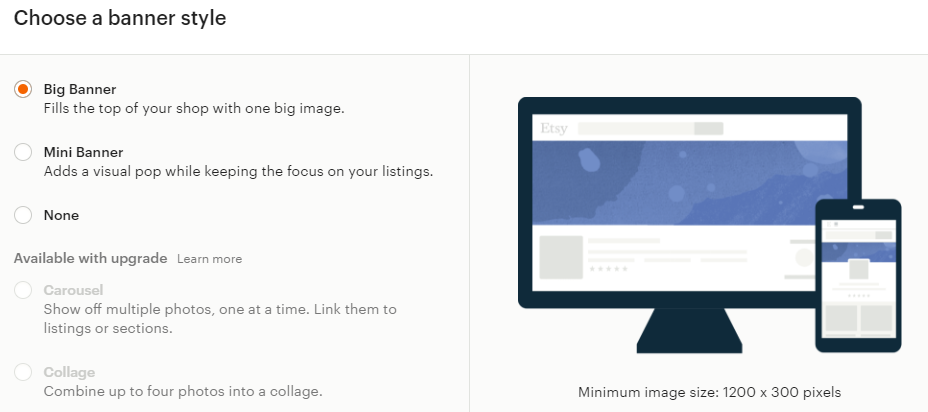 Choose a banner style
Big Banner
Fills the top of your shop with one big image.
Mini Banner
Adds a visual pop while keeping the focus on your listings.
None
Available with upgrade Learn more
Carousel
Show off multiple photos, one at a time. Link them to
listings or sections.
Collage
Combine up to four photos into a collage.
Etsy
Minimum image size: 1200 x 300 pixels